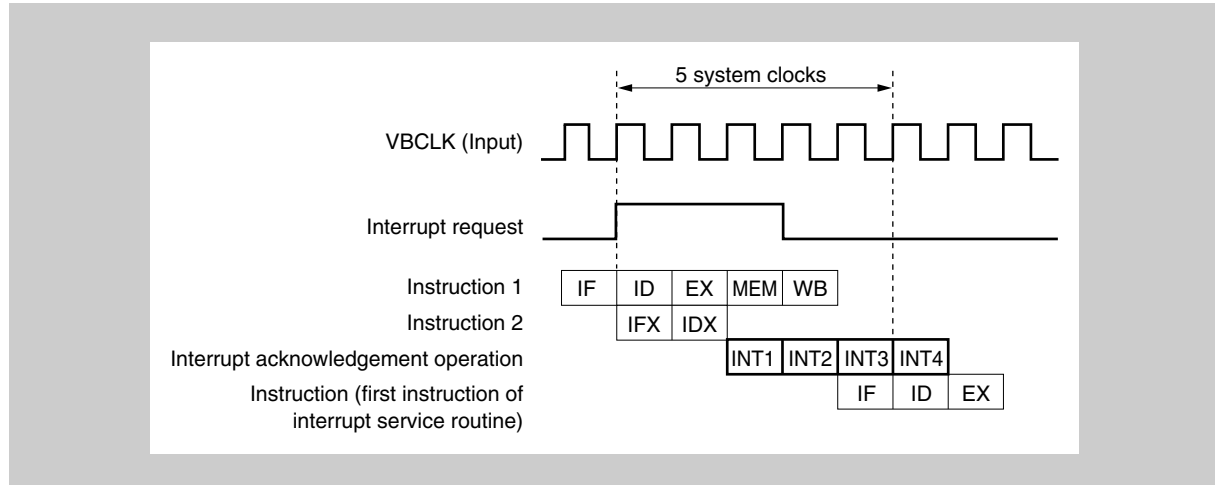 5 system clocks
VBCLK (Input)
Interrupt request
Instruction 1 IF ID EX MEM WB
Instruction 2 IFX IDX
Interrupt acknowledgement operation INT1 INT2 INT3 INT4
Instruction (first instruction of IF ID EX
interrupt service routine)